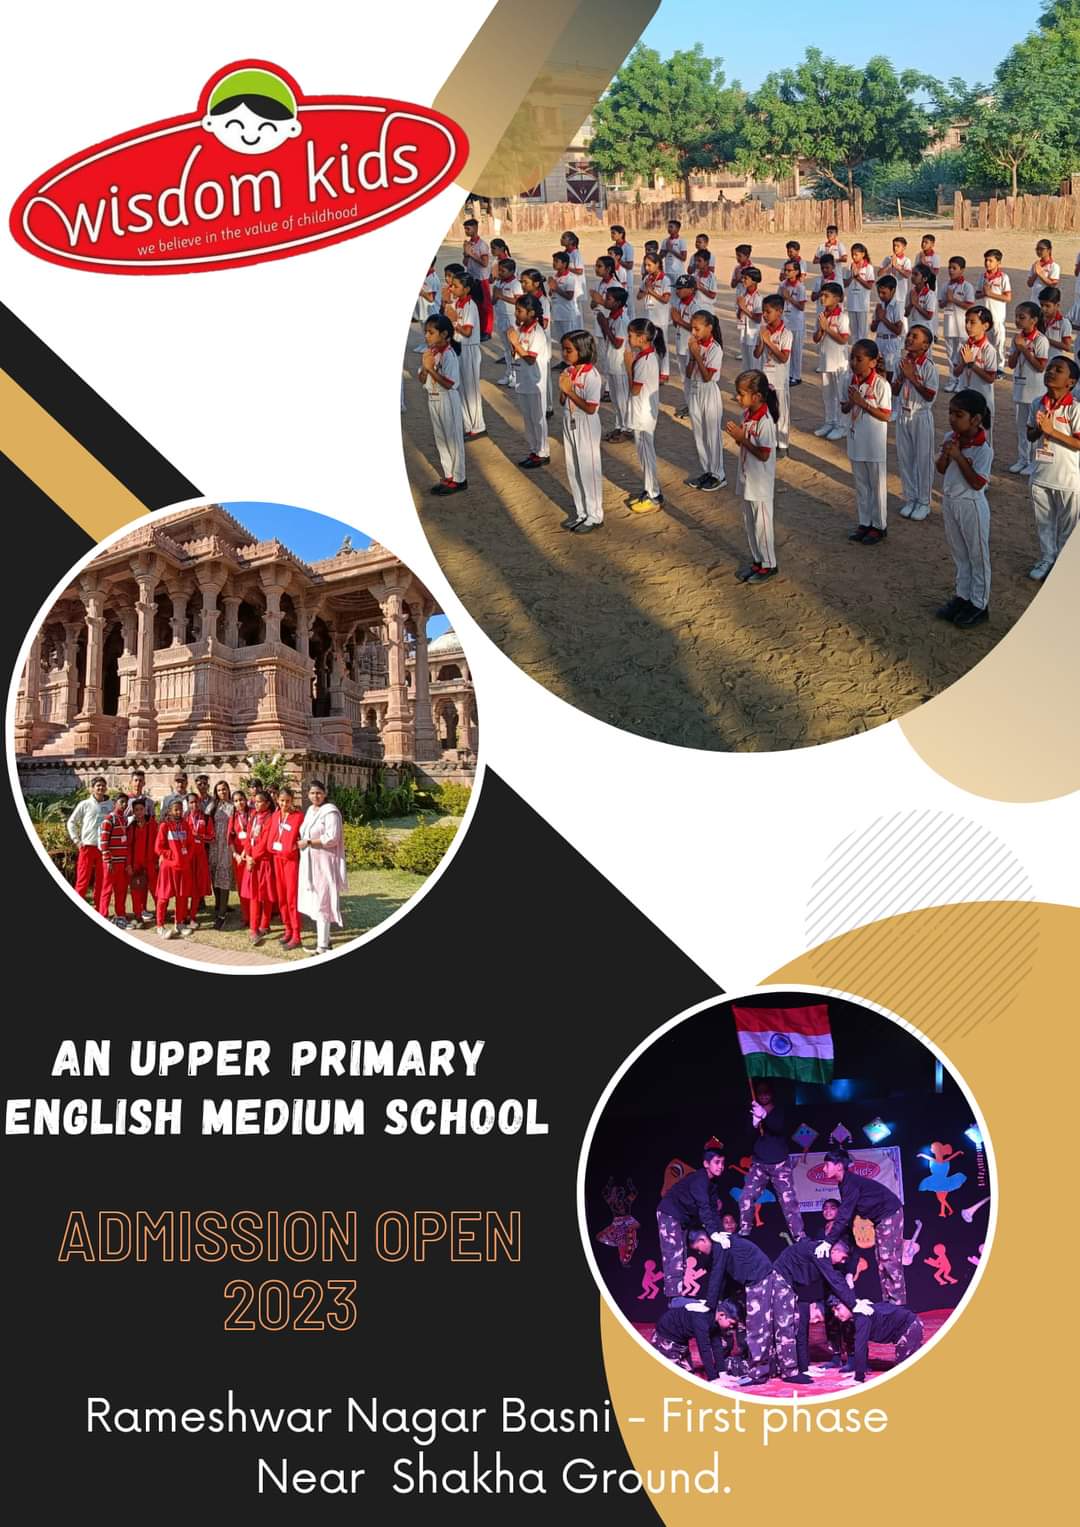 wisdom kids
we believe in the value of childhood
AN UPPER PRIMARY
ENGLISH MEDIUM SCHOOL
ADMISSION OPEN
2023
Rameshwar Nagar Basni - First phase
Near Shakha Ground.